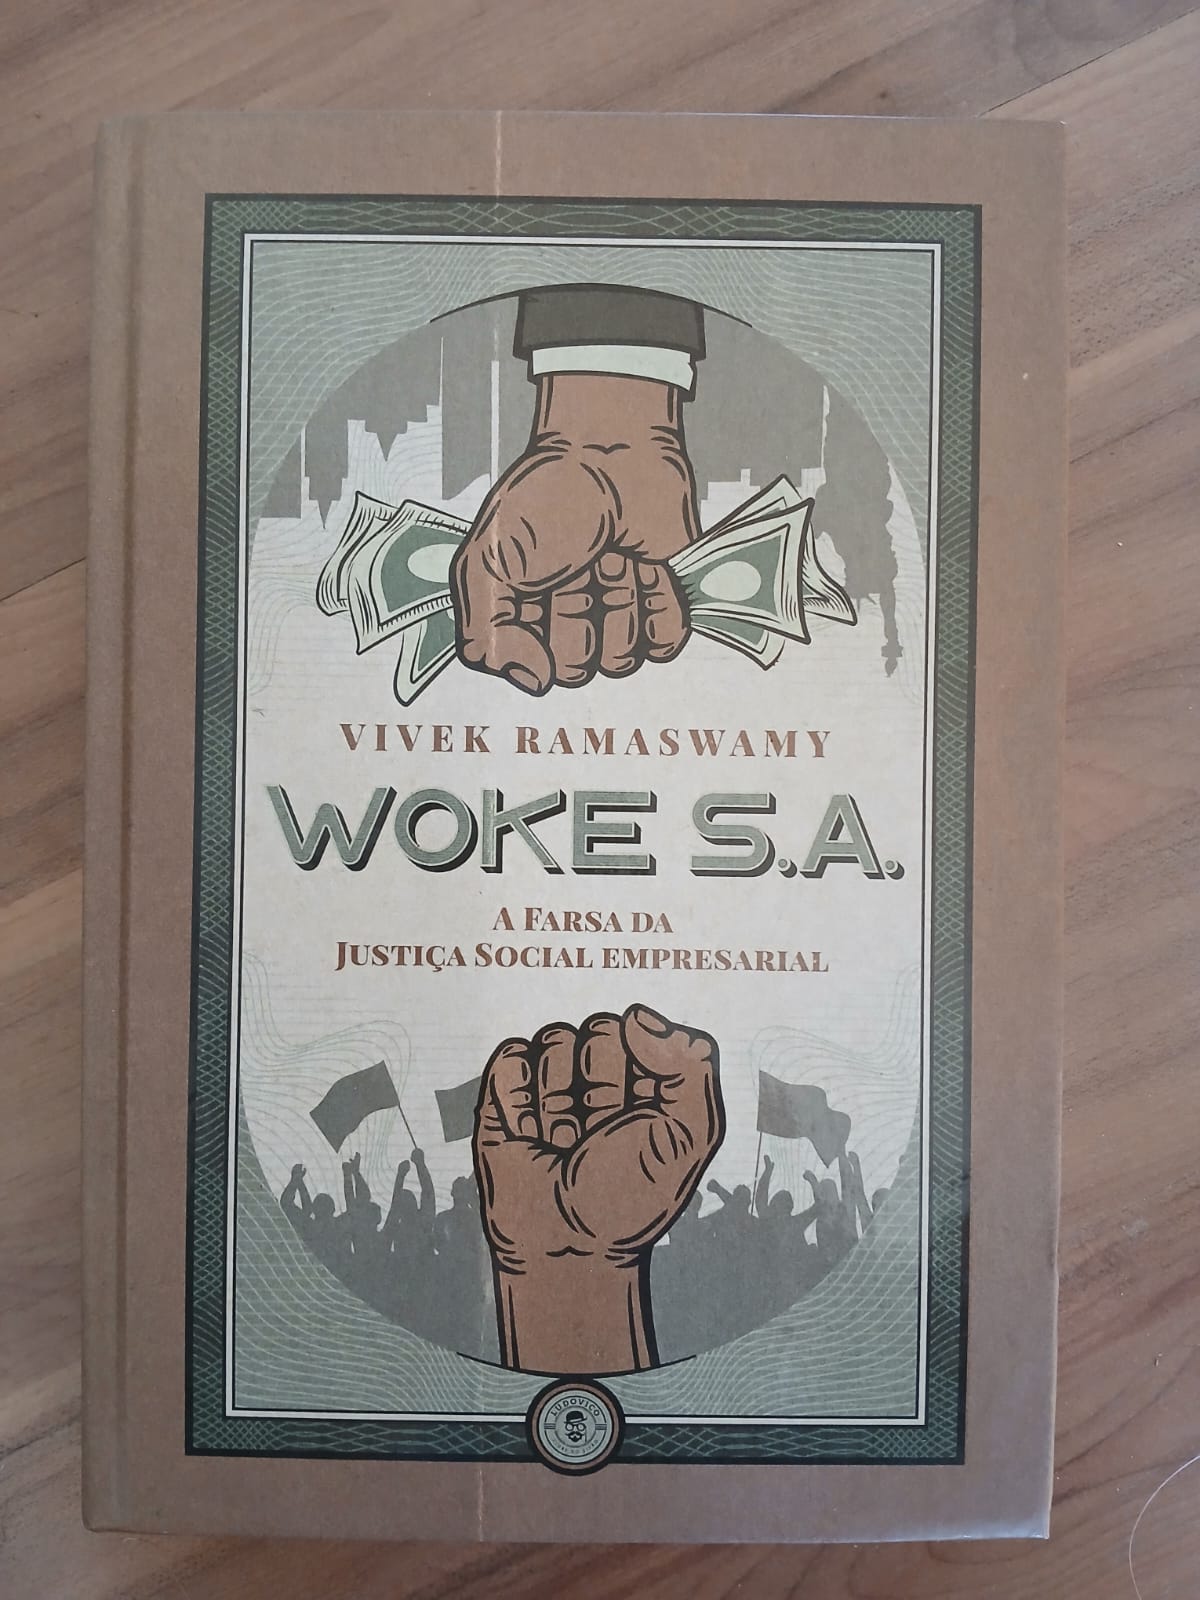 VIVEK RAMASWAMY
WOKE S.A.
A FARSA DA
JUSTIÇA SOCIAL EMPRESARIAL
LUDOVICO